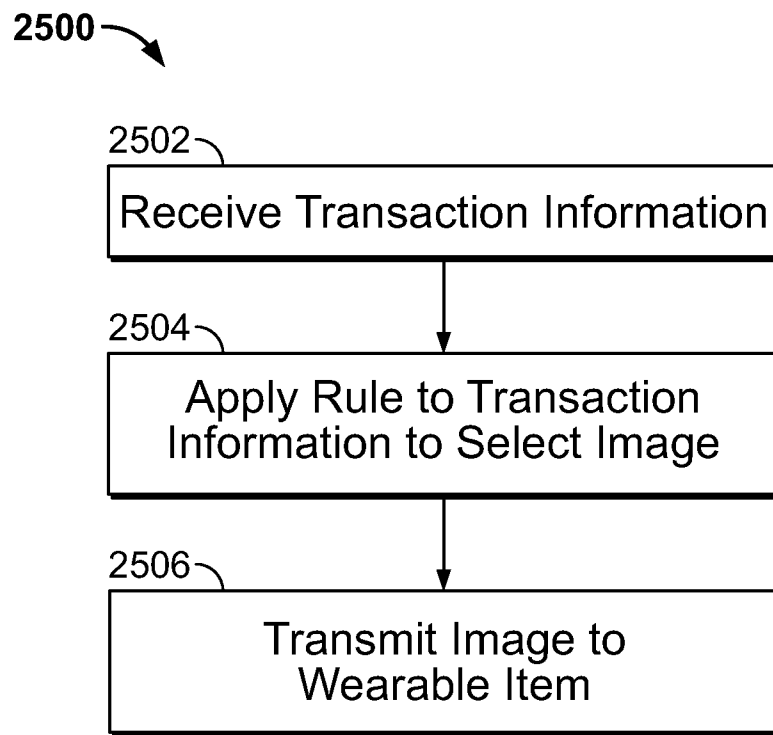 2500
2502
Receive Transaction Information
2504
Apply Rule to Transaction
Information to Select Image
2506
Transmit Image to
Wearable Item